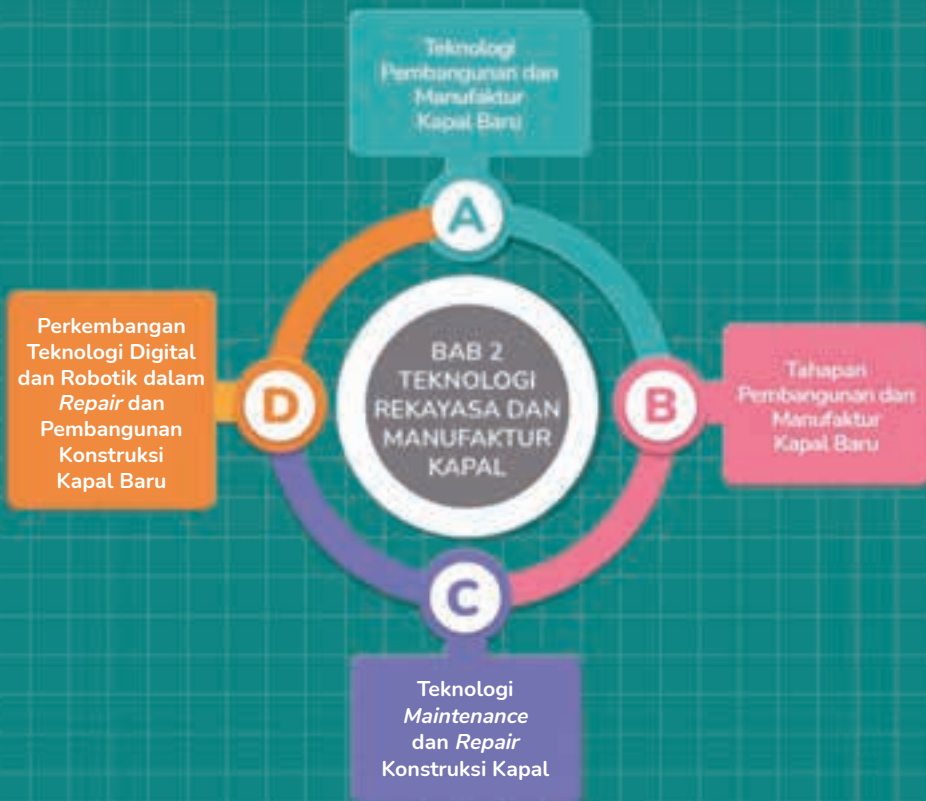 Teknologi
Pembangunan dan
Manufaktur
Kapal Baru
A
BAB 2
TEKNOLOGI
REKAYASA DAN
MANUFAKTUR
KAPAL
B
Tahapan
Pembangunan dan
Manufaktur
Kapal Baru
C
Teknologi
Maintenance
dan Repair
Konstruksi Kapal
D
Perkembangan
Teknologi Digital
dan Robotik dalam
Repair dan
Pembangunan
Konstruksi
Kapal Baru